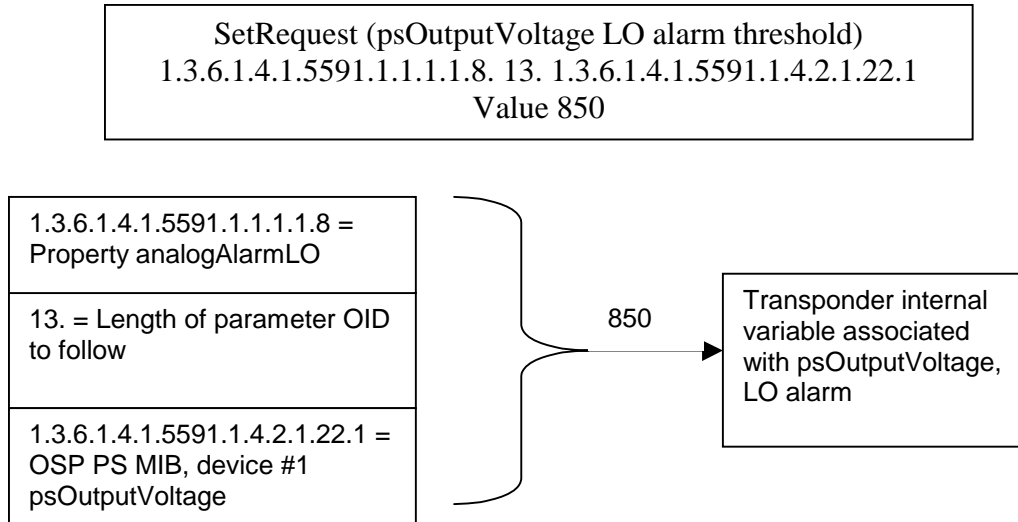 SetRequest (psOutputVoltage LO alarm threshold)
1.3.6.1.4.1.5591.1.1.1.1.8. 13. 1.3.6.1.4.1.5591.1.4.2.1.22.1
Value 850
1.3.6.1.4.1.5591.1.1.1.1.8 =
Property analogAlarmLO
13. = Length of parameter OID
to follow
1.3.6.1.4.1.5591.1.4.2.1.22.1 =
OSP PS MIB, device #1
psOutputVoltage
850
Transponder internal
variable associated
with psOutputVoltage,
LO alarm